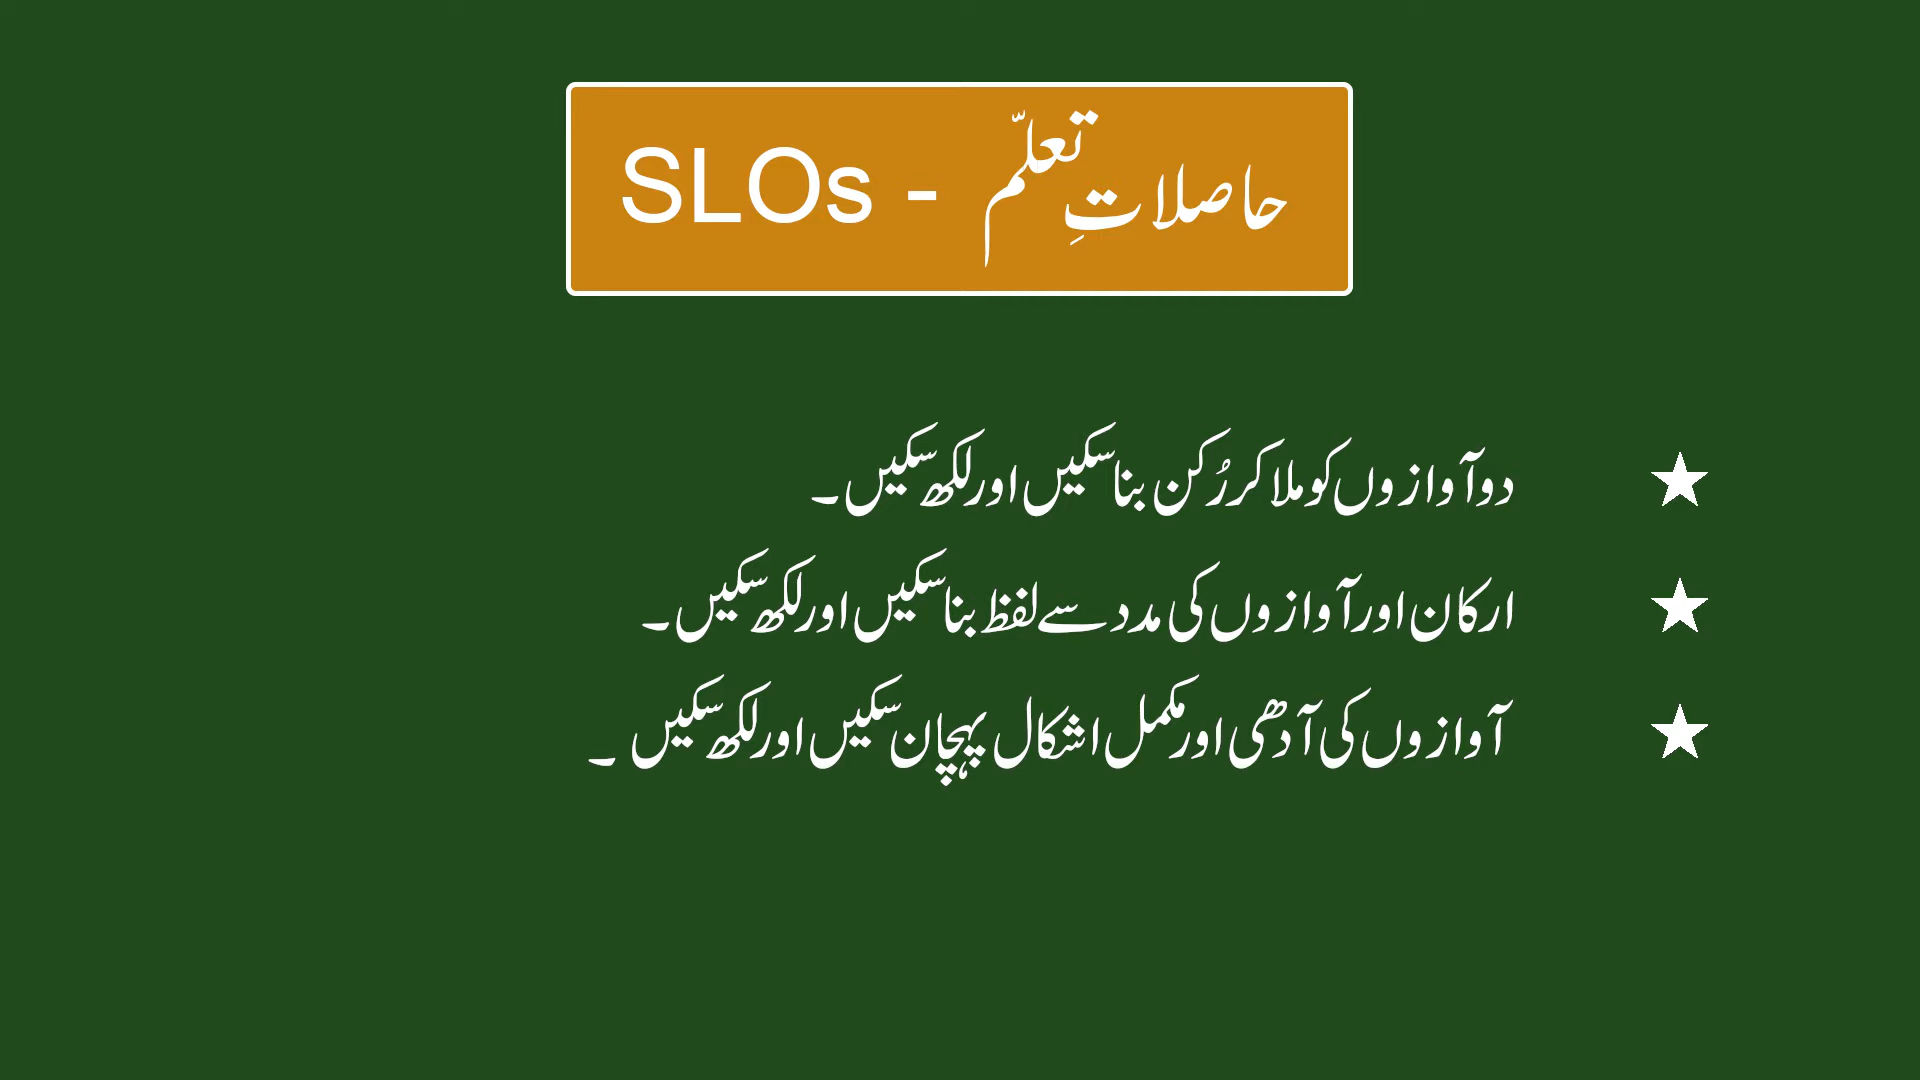 حاصلاتِ تعلّم - SLOs
دو آوازوں کو ملا کر رُکن بنا سکیں اور لکھ سکیں۔
ارکان اور آوازوں کی مدد سے لفظ بنا سکیں اور لکھ سکیں۔
آوازوں کی آدھی اور مکمل اشکال پہچان سکیں اور لکھ سکیں ۔